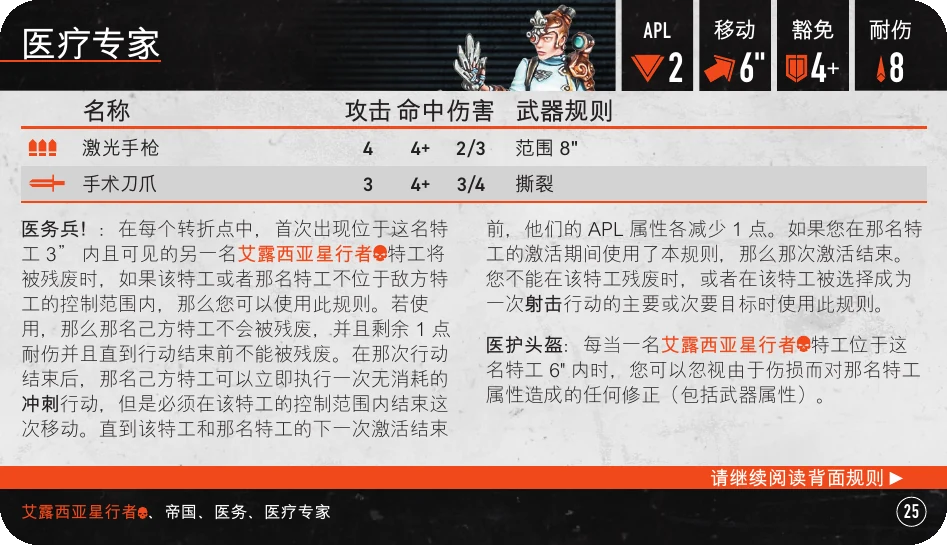 医疗专家
APL 移动 豁免 耐伤
2 6" 4+ 8
名称 攻击 命中 伤害 武器规则
激光手枪 4 4+ 2/3 范围 8"
手术刀爪 3 4+ 3/4 撕裂
医务兵！：在每个转折点中，首次出现位于这名特
工 3” 内且可见的另一名艾露西亚星行者特工将
被残废时，如果该特工或者那名特工不位于敌方特
工的控制范围内，那么您可以使用此规则。若使
用，那么那名己方特工不会被残废，并且剩余 1 点
耐伤并且直到行动结束前不能被残废。在那次行动
结束后，那名己方特工可以立即执行一次无消耗的
冲刺行动，但是必须在该特工的控制范围内结束这
次移动。直到该特工和那名特工的下一次激活结束
前，他们的 APL 属性各减少 1 点。如果您在那名特
工的激活期间使用了本规则，那么那次激活结束。
您不能在该特工残废时，或者在该特工被选择成为
一次射击行动的主要或次要目标时使用此规则。
医护头盔：每当一名艾露西亚星行者特工位于这
名特工 6" 内时，您可以忽视由于伤损而对那名特工
属性造成的任何修正（包括武器属性）。
请继续阅读背面规则 ▶
艾露西亚星行者、帝国、医务、医疗专家
25